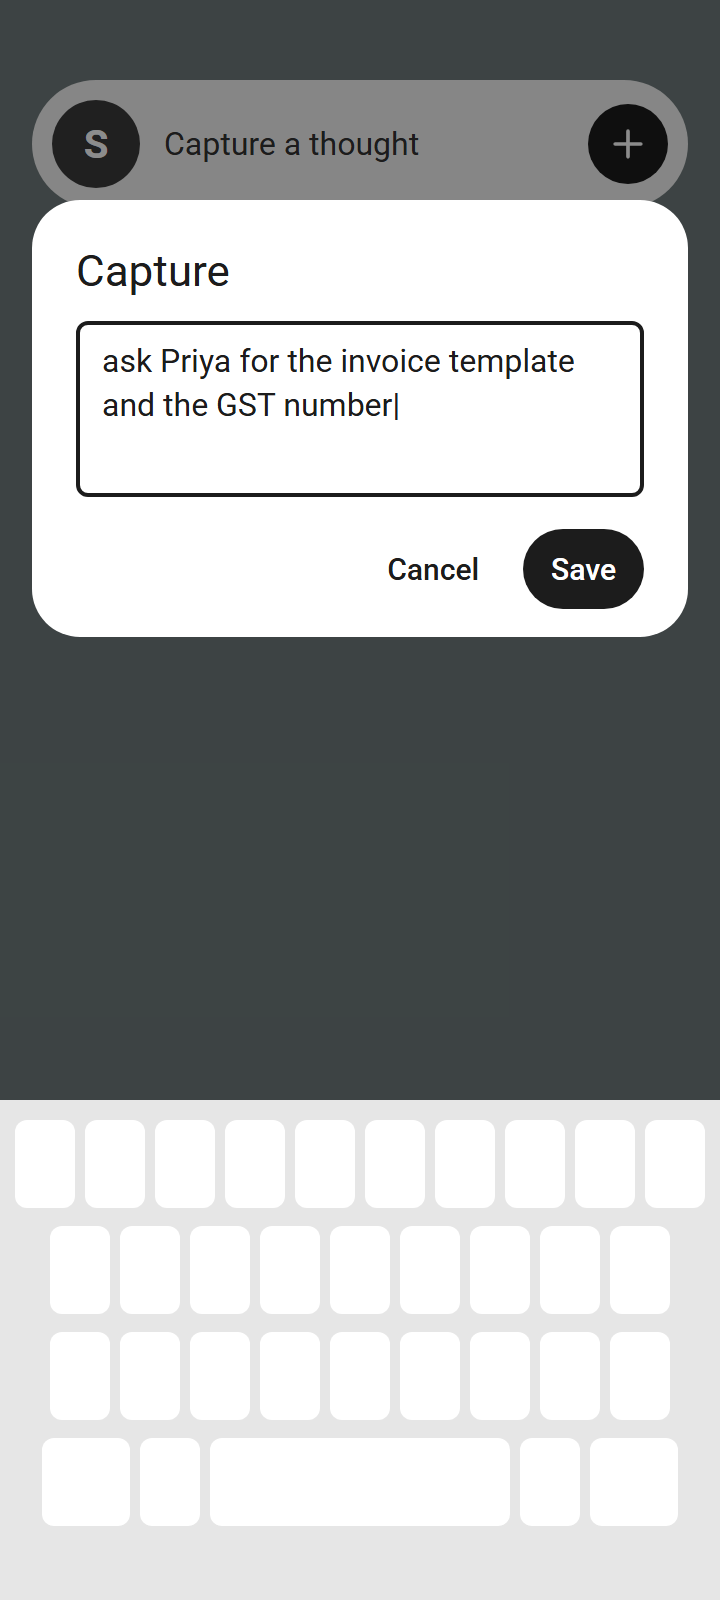 S
Capture a thought
Capture
ask Priya for the invoice template
and the GST number
Cancel
Save